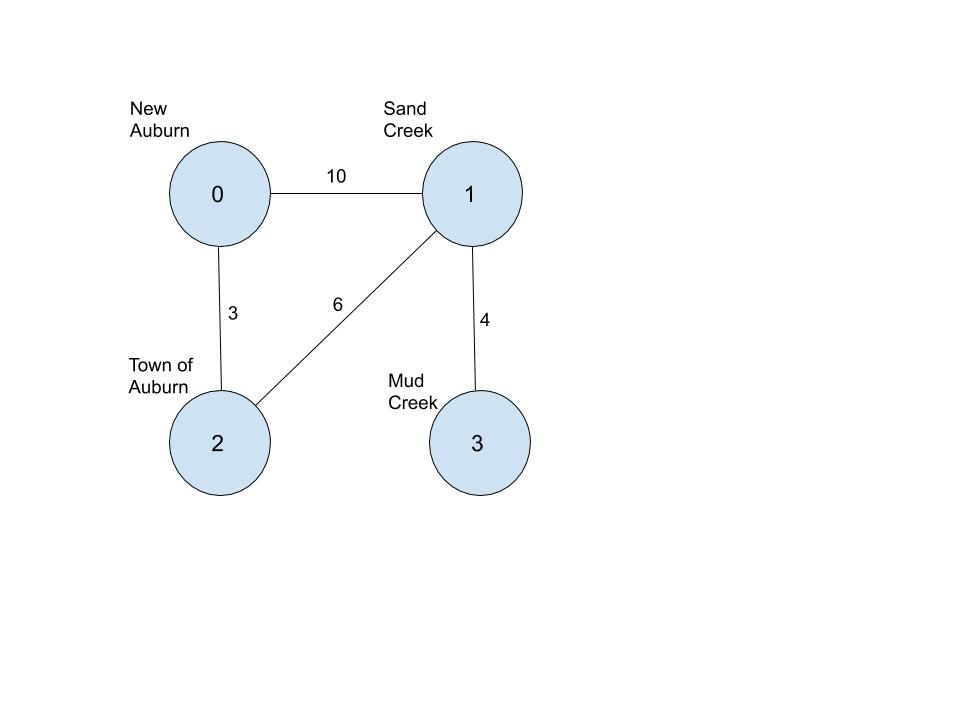 New
Auburn
Sand
Creek
0
10
1
3
6
4
Town of
Auburn
Mud
Creek
2
3